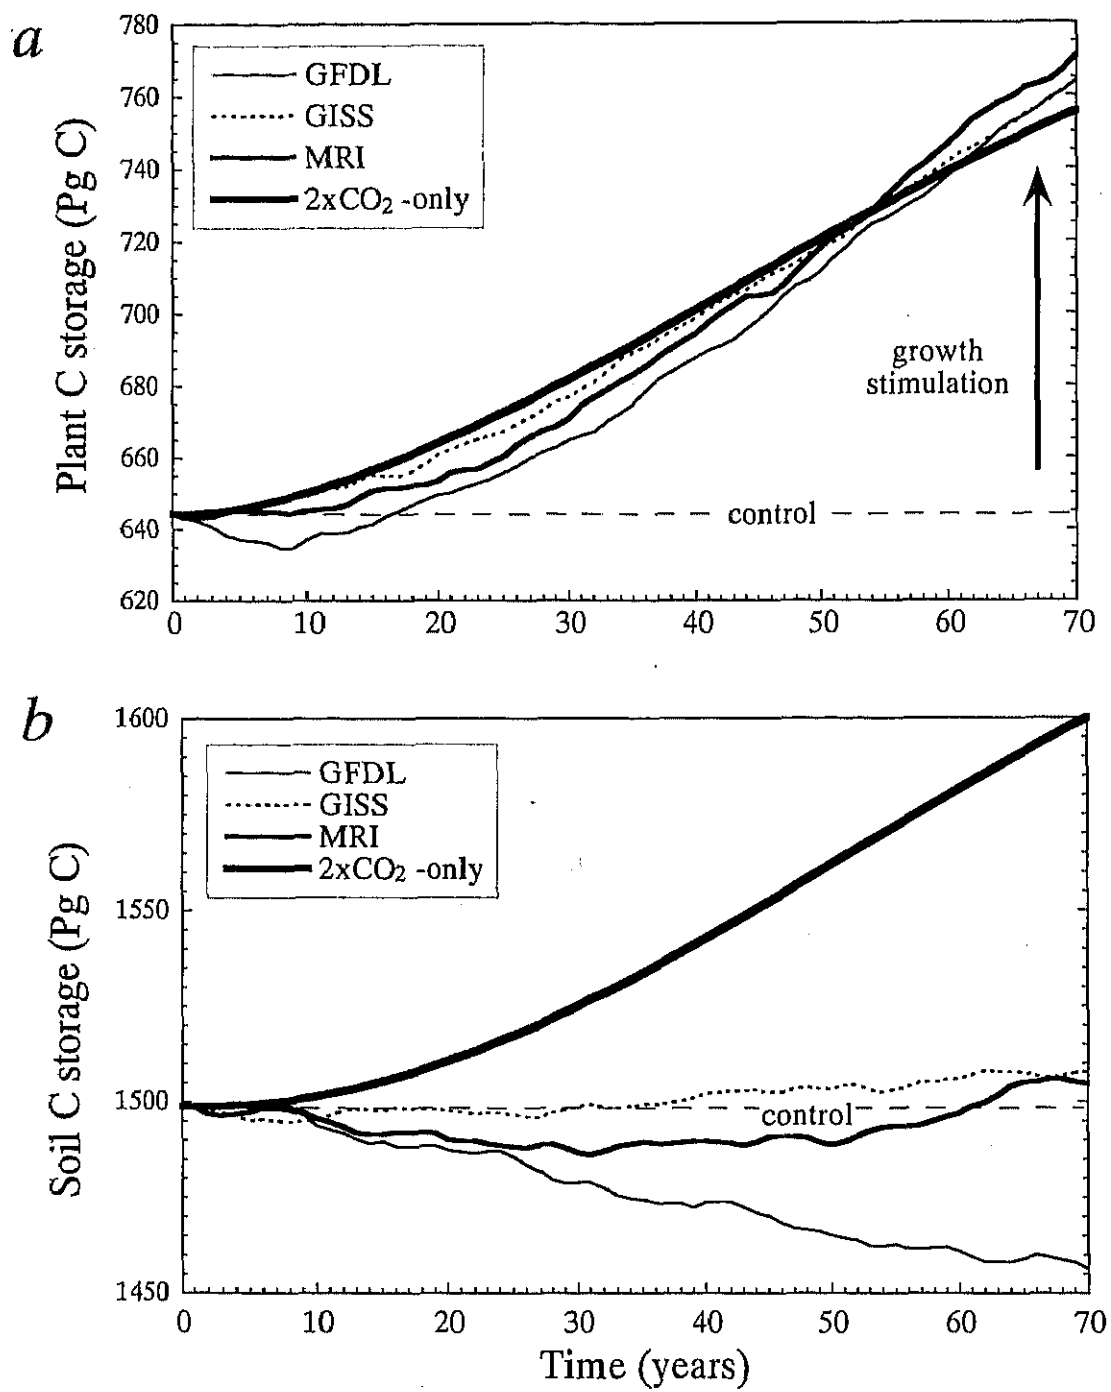 a
Plant C storage (Pg C)
780
760
740
720
700
680
660
640
620
GFDL
GISS
MRI
2xCO₂ -only
growth
stimulation
control
0 10 20 30 40 50 60 70
b
Soil C storage (Pg C)
1600
1550
1500
1450
GFDL
GISS
MRI
2xCO₂ -only
control
0 10 20 30 40 50 60 70
Time (years)